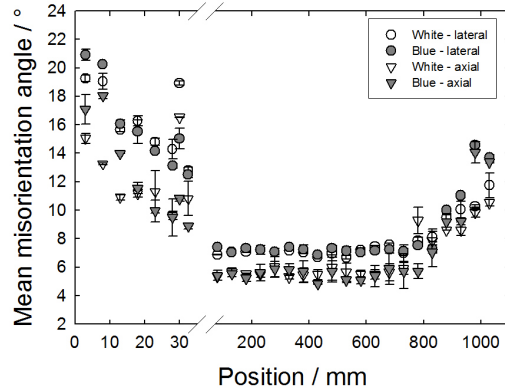 Mean misorientation angle / °
24
22
20
18
16
14
12
10
8
6
4
2
White - lateral
Blue - lateral
White - axial
Blue - axial
0 10 20 30 200 400 600 800 1000
Position / mm